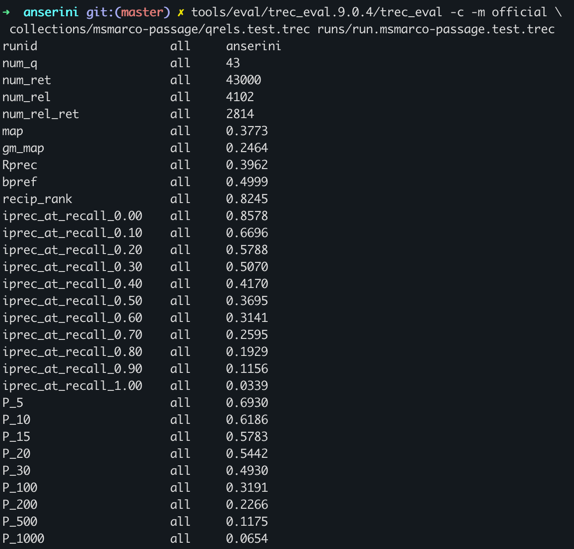 → anserini git:(master) ✗ tools/eval/trec_eval.9.0.4/trec_eval -c -m official \
collections/msmarco-passage/qrels.test.trec runs/run.msmarco-passage.test.trec
runid all anserini
num_q all 43
num_ret all 43000
num_rel all 4102
num_rel_ret all 2814
map all 0.3773
gm_map all 0.2464
Rprec all 0.3962
bpref all 0.4999
recip_rank all 0.8245
iprec_at_recall_0.00 all 0.8578
iprec_at_recall_0.10 all 0.6696
iprec_at_recall_0.20 all 0.5788
iprec_at_recall_0.30 all 0.5070
iprec_at_recall_0.40 all 0.4170
iprec_at_recall_0.50 all 0.3695
iprec_at_recall_0.60 all 0.3141
iprec_at_recall_0.70 all 0.2595
iprec_at_recall_0.80 all 0.1929
iprec_at_recall_0.90 all 0.1156
iprec_at_recall_1.00 all 0.0339
P_5 all 0.6930
P_10 all 0.6186
P_15 all 0.5783
P_20 all 0.5442
P_30 all 0.4930
P_100 all 0.3191
P_200 all 0.2266
P_500 all 0.1175
P_1000 all 0.0654